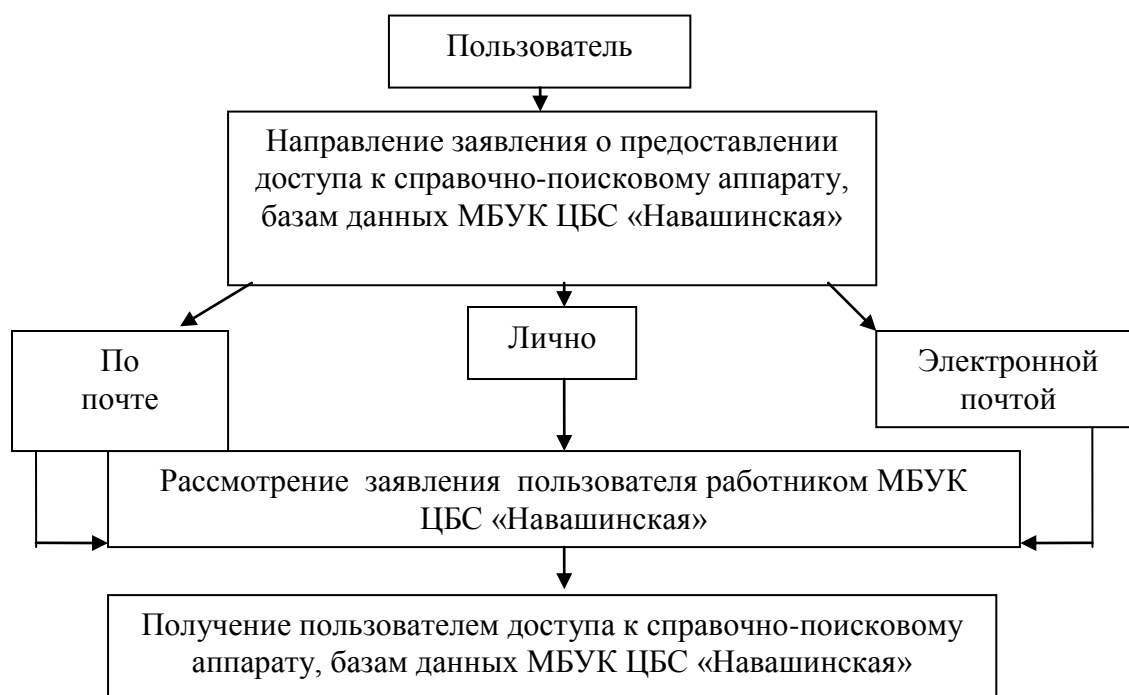 Пользователь
Направление заявления о предоставлении
доступа к справочно-поисковому аппарату,
базам данных МБУК ЦБС «Навашинская»
По
почте
Лично
Электронной
почтой
Рассмотрение заявления пользователя работником МБУК
ЦБС «Навашинская»
Получение пользователем доступа к справочно-поисковому
аппарату, базам данных МБУК ЦБС «Навашинская»